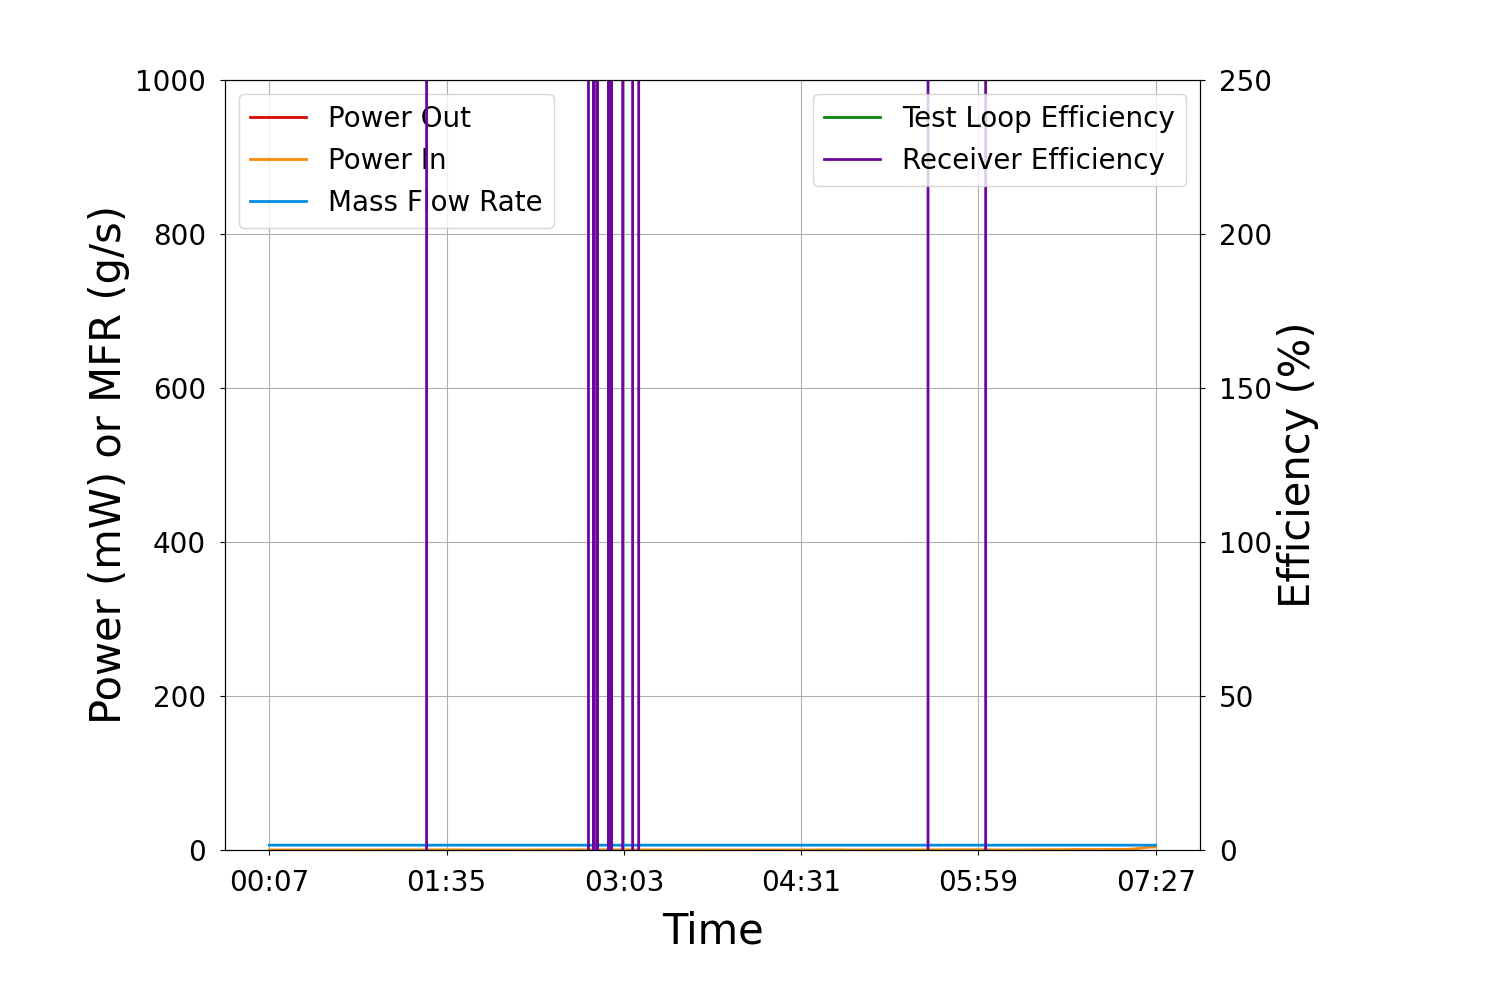 1000
800
600
400
200
0
Power (mW) or MFR (g/s)
Power Out
Power In
Mass Flow Rate
Test Loop Efficiency
Receiver Efficiency
250
200
150
100
50
0
Efficiency (%)
00:07 01:35 03:03 04:31 05:59 07:27
Time